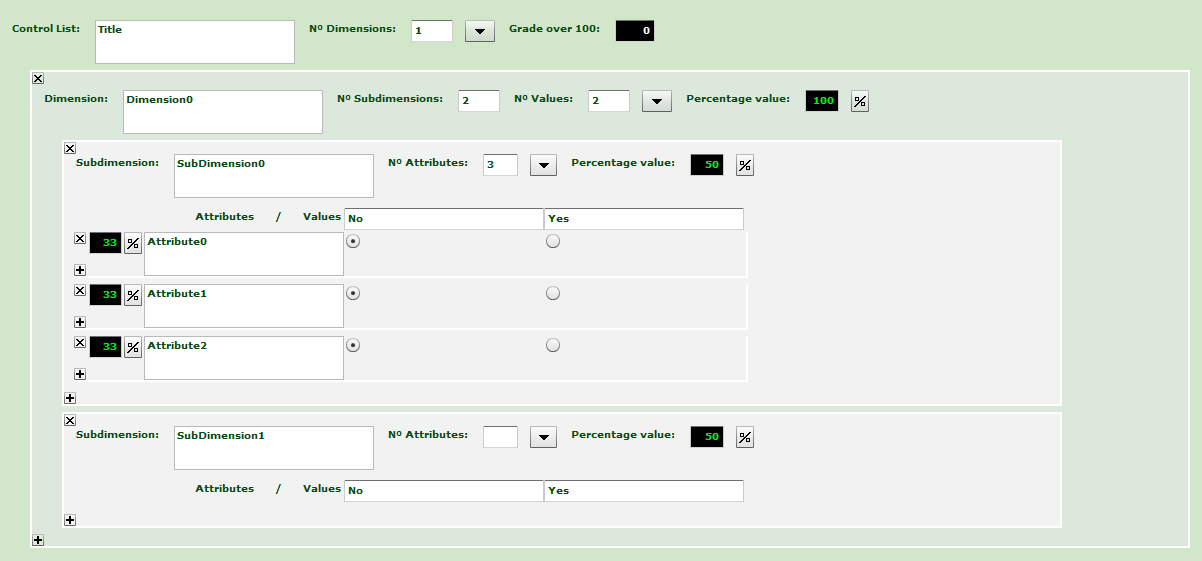 Control List: Title Nº Dimensions: 1 Grade over 100: 0
Dimension: Dimension0 Nº Subdimensions: 2 Nº Values: 2 Percentage value: 100 %
Subdimension: SubDimension0 Nº Attributes: 3 Percentage value: 50 %
Attributes / Values No Yes
33 % Attribute0
33 % Attribute1
33 % Attribute2
Subdimension: SubDimension1 Nº Attributes: Percentage value: 50 %
Attributes / Values No Yes